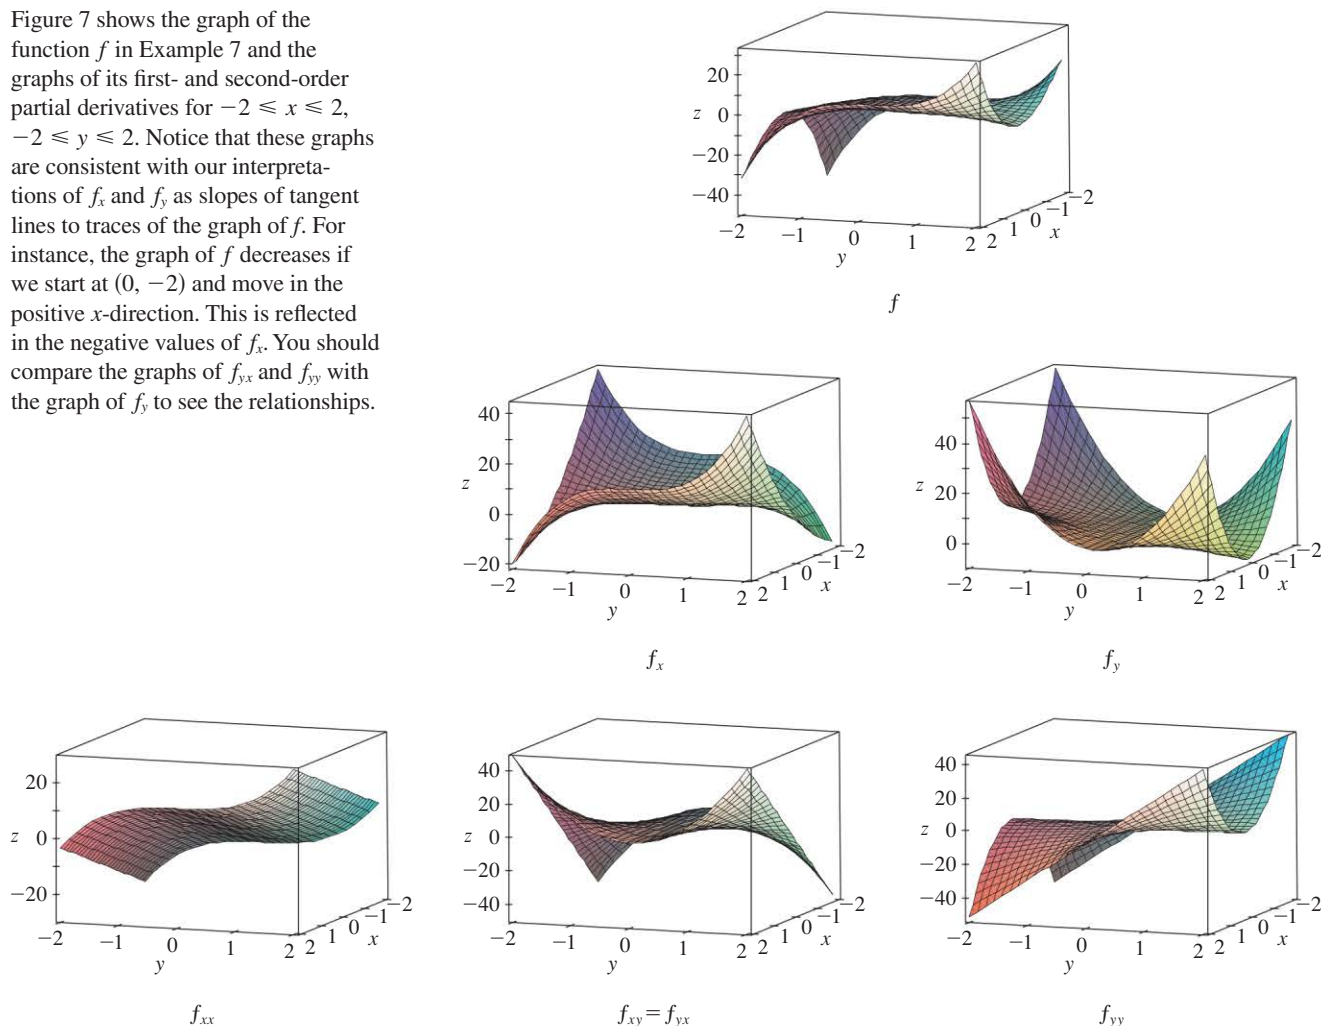 Figure 7 shows the graph of the
function f in Example 7 and the
graphs of its first- and second-order
partial derivatives for −2 ⩽ x ⩽ 2,
−2 ⩽ y ⩽ 2. Notice that these graphs
are consistent with our interpreta-
tions of fx and fy as slopes of tangent
lines to traces of the graph of f. For
instance, the graph of f decreases if
we start at (0, −2) and move in the
positive x-direction. This is reflected
in the negative values of fx. You should
compare the graphs of fyx and fyy with
the graph of fy to see the relationships.
20
z 0
−20
−40
−2 −1 0 1 2 2 1 0 −1 −2
y x
f
40
20
z
0
−20
−2 −1 0 1 2 2 1 0 −1 −2
y x
fx
40
z 20
0
−2 −1 0 1 2 2 1 0 −1 −2
y x
fy
20
z 0
−20
−2 −1 0 1 2 2 1 0 −1 −2
y x
fxx
40
20
z 0
−20
−40
−2 −1 0 1 2 2 1 0 −1 −2
y x
fxy = fyx
40
20
z 0
−20
−40
−2 −1 0 1 2 2 1 0 −1 −2
y x
fyy